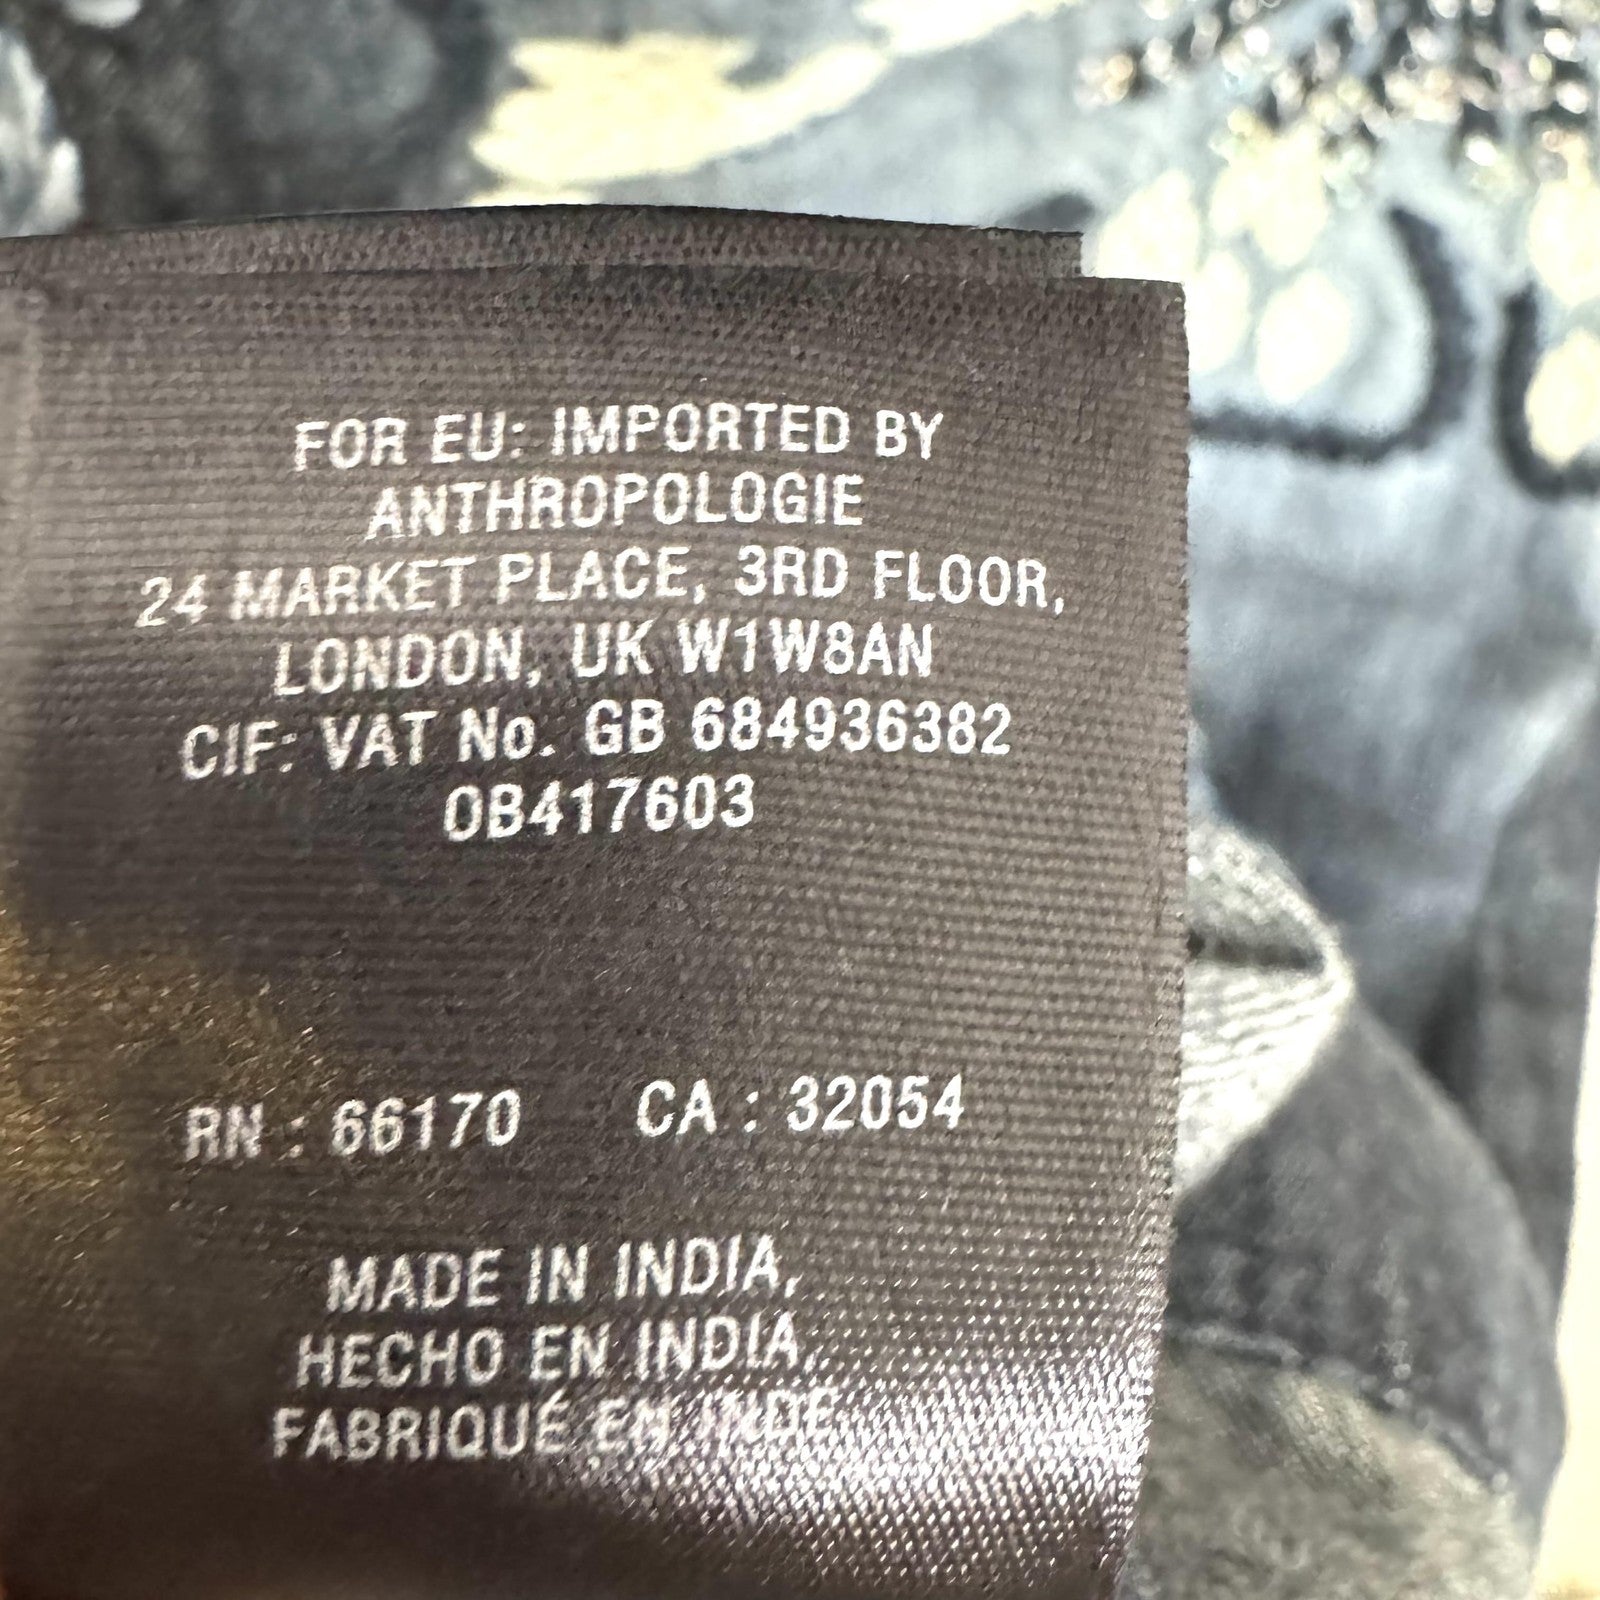 FOR EU: IMPORTED BY
ANTHROPOLOGIE
24 MARKET PLACE, 3RD FLOOR,
LONDON, UK W1W8AN
CIF: VAT No. GB 684936382
0B417603
RN : 66170 CA : 32054
MADE IN INDIA,
HECHO EN INDIA,
FABRIQUÉ EN INDE